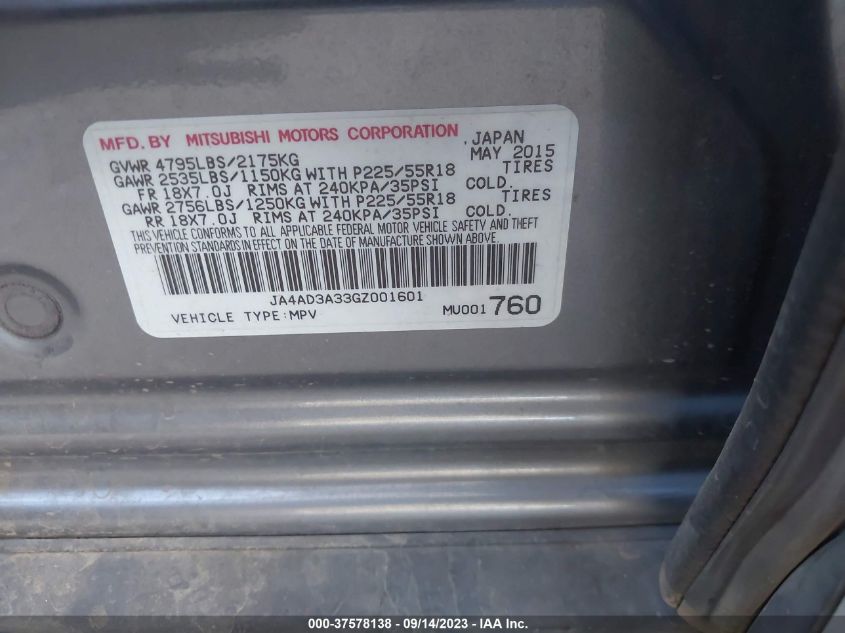 MFD. BY MITSUBISHI MOTORS CORPORATION , JAPAN
GVWR 4795LBS/2175KG MAY 2015
GAWR 2535LBS/1150KG WITH P225/55R18 TIRES
FR 18X7.0J RIMS AT 240KPA/35PSI COLD.
GAWR 2756LBS/1250KG WITH P225/55R18 TIRES
RR 18X7.0J RIMS AT 240KPA/35PSI COLD.
THIS VEHICLE CONFORMS TO ALL APPLICABLE FEDERAL MOTOR VEHICLE SAFETY AND THEFT
PREVENTION STANDARDS IN EFFECT ON THE DATE OF MANUFACTURE SHOWN ABOVE.
JA4AD3A33GZ001601
VEHICLE TYPE:MPV MU001 760
000-37578138 - 09/14/2023 - IAA Inc.